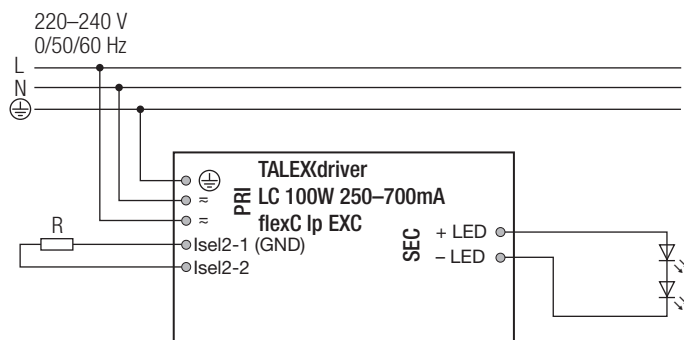 220–240 V
0/50/60 Hz
L
N
TALEXdriver
LC 100W 250–700mA
flexC lp EXC
PRI
≂
≂
R
Isel2-1 (GND)
Isel2-2
SEC
+ LED
– LED